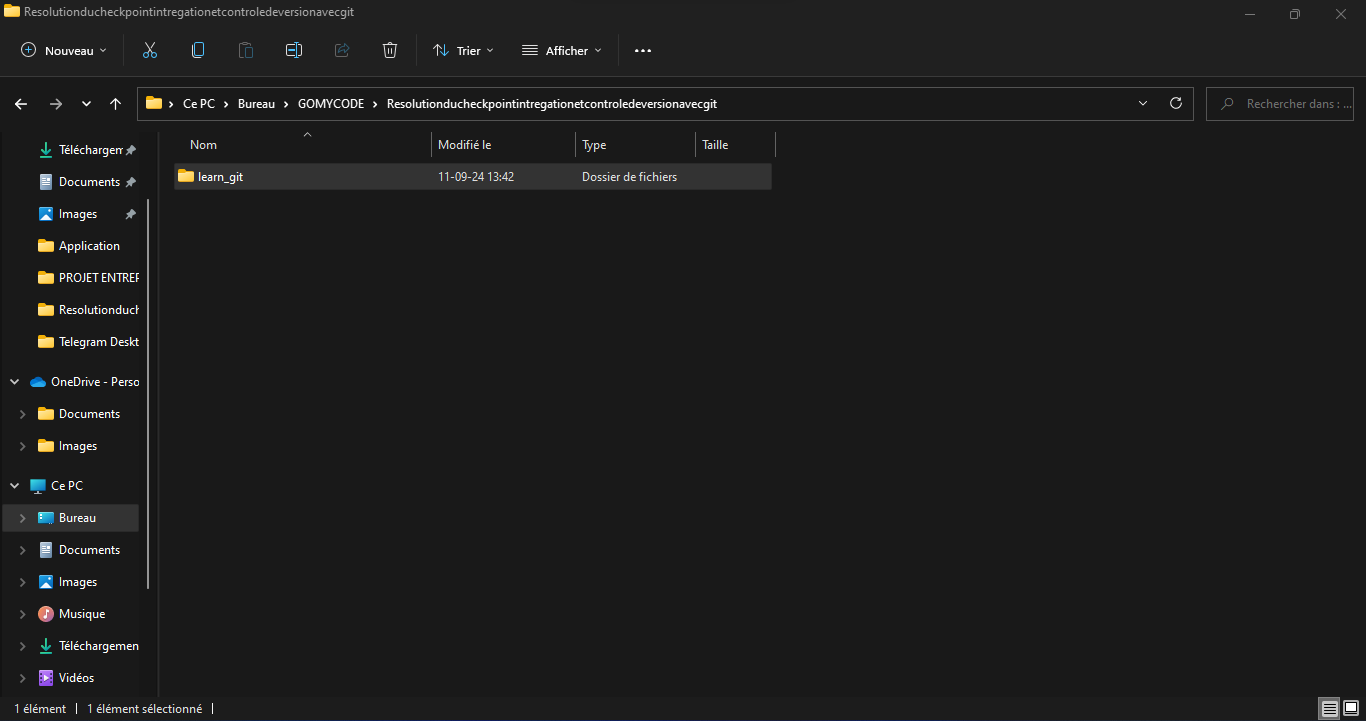 Resolutionducheckpointintregationetcontroledeversionavecgit
Nouveau
Trier
Afficher
Ce PC
Bureau
GOMYCODE
Resolutionducheckpointintregationetcontroledeversionavecgit
Rechercher dans : ...
Téléchargem
Documents
Images
Application
PROJET ENTREF
Resolutionduch
Telegram Deskt
OneDrive - Perso
Documents
Images
Ce PC
Bureau
Documents
Images
Musique
Téléchargemen
Vidéos
Nom
Modifié le
Type
Taille
learn_git
11-09-24 13:42
Dossier de fichiers
1 élément
1 élément sélectionné